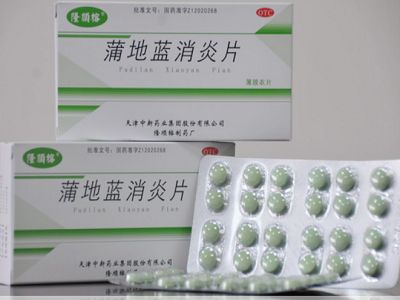 批准文号：国药准字Z12020268
隆顺榕®
OTC
蒲地蓝消炎片
Pudilan Xiaoyan Pian
薄膜衣片
天津中新药业集团股份有限公司
隆顺榕制药厂
批准文号：国药准字Z12020268
隆顺榕®
OTC
蒲地蓝消炎片
Pudilan Xiaoyan Pian
天津中新药业集团股份有限公司
隆顺榕制药厂